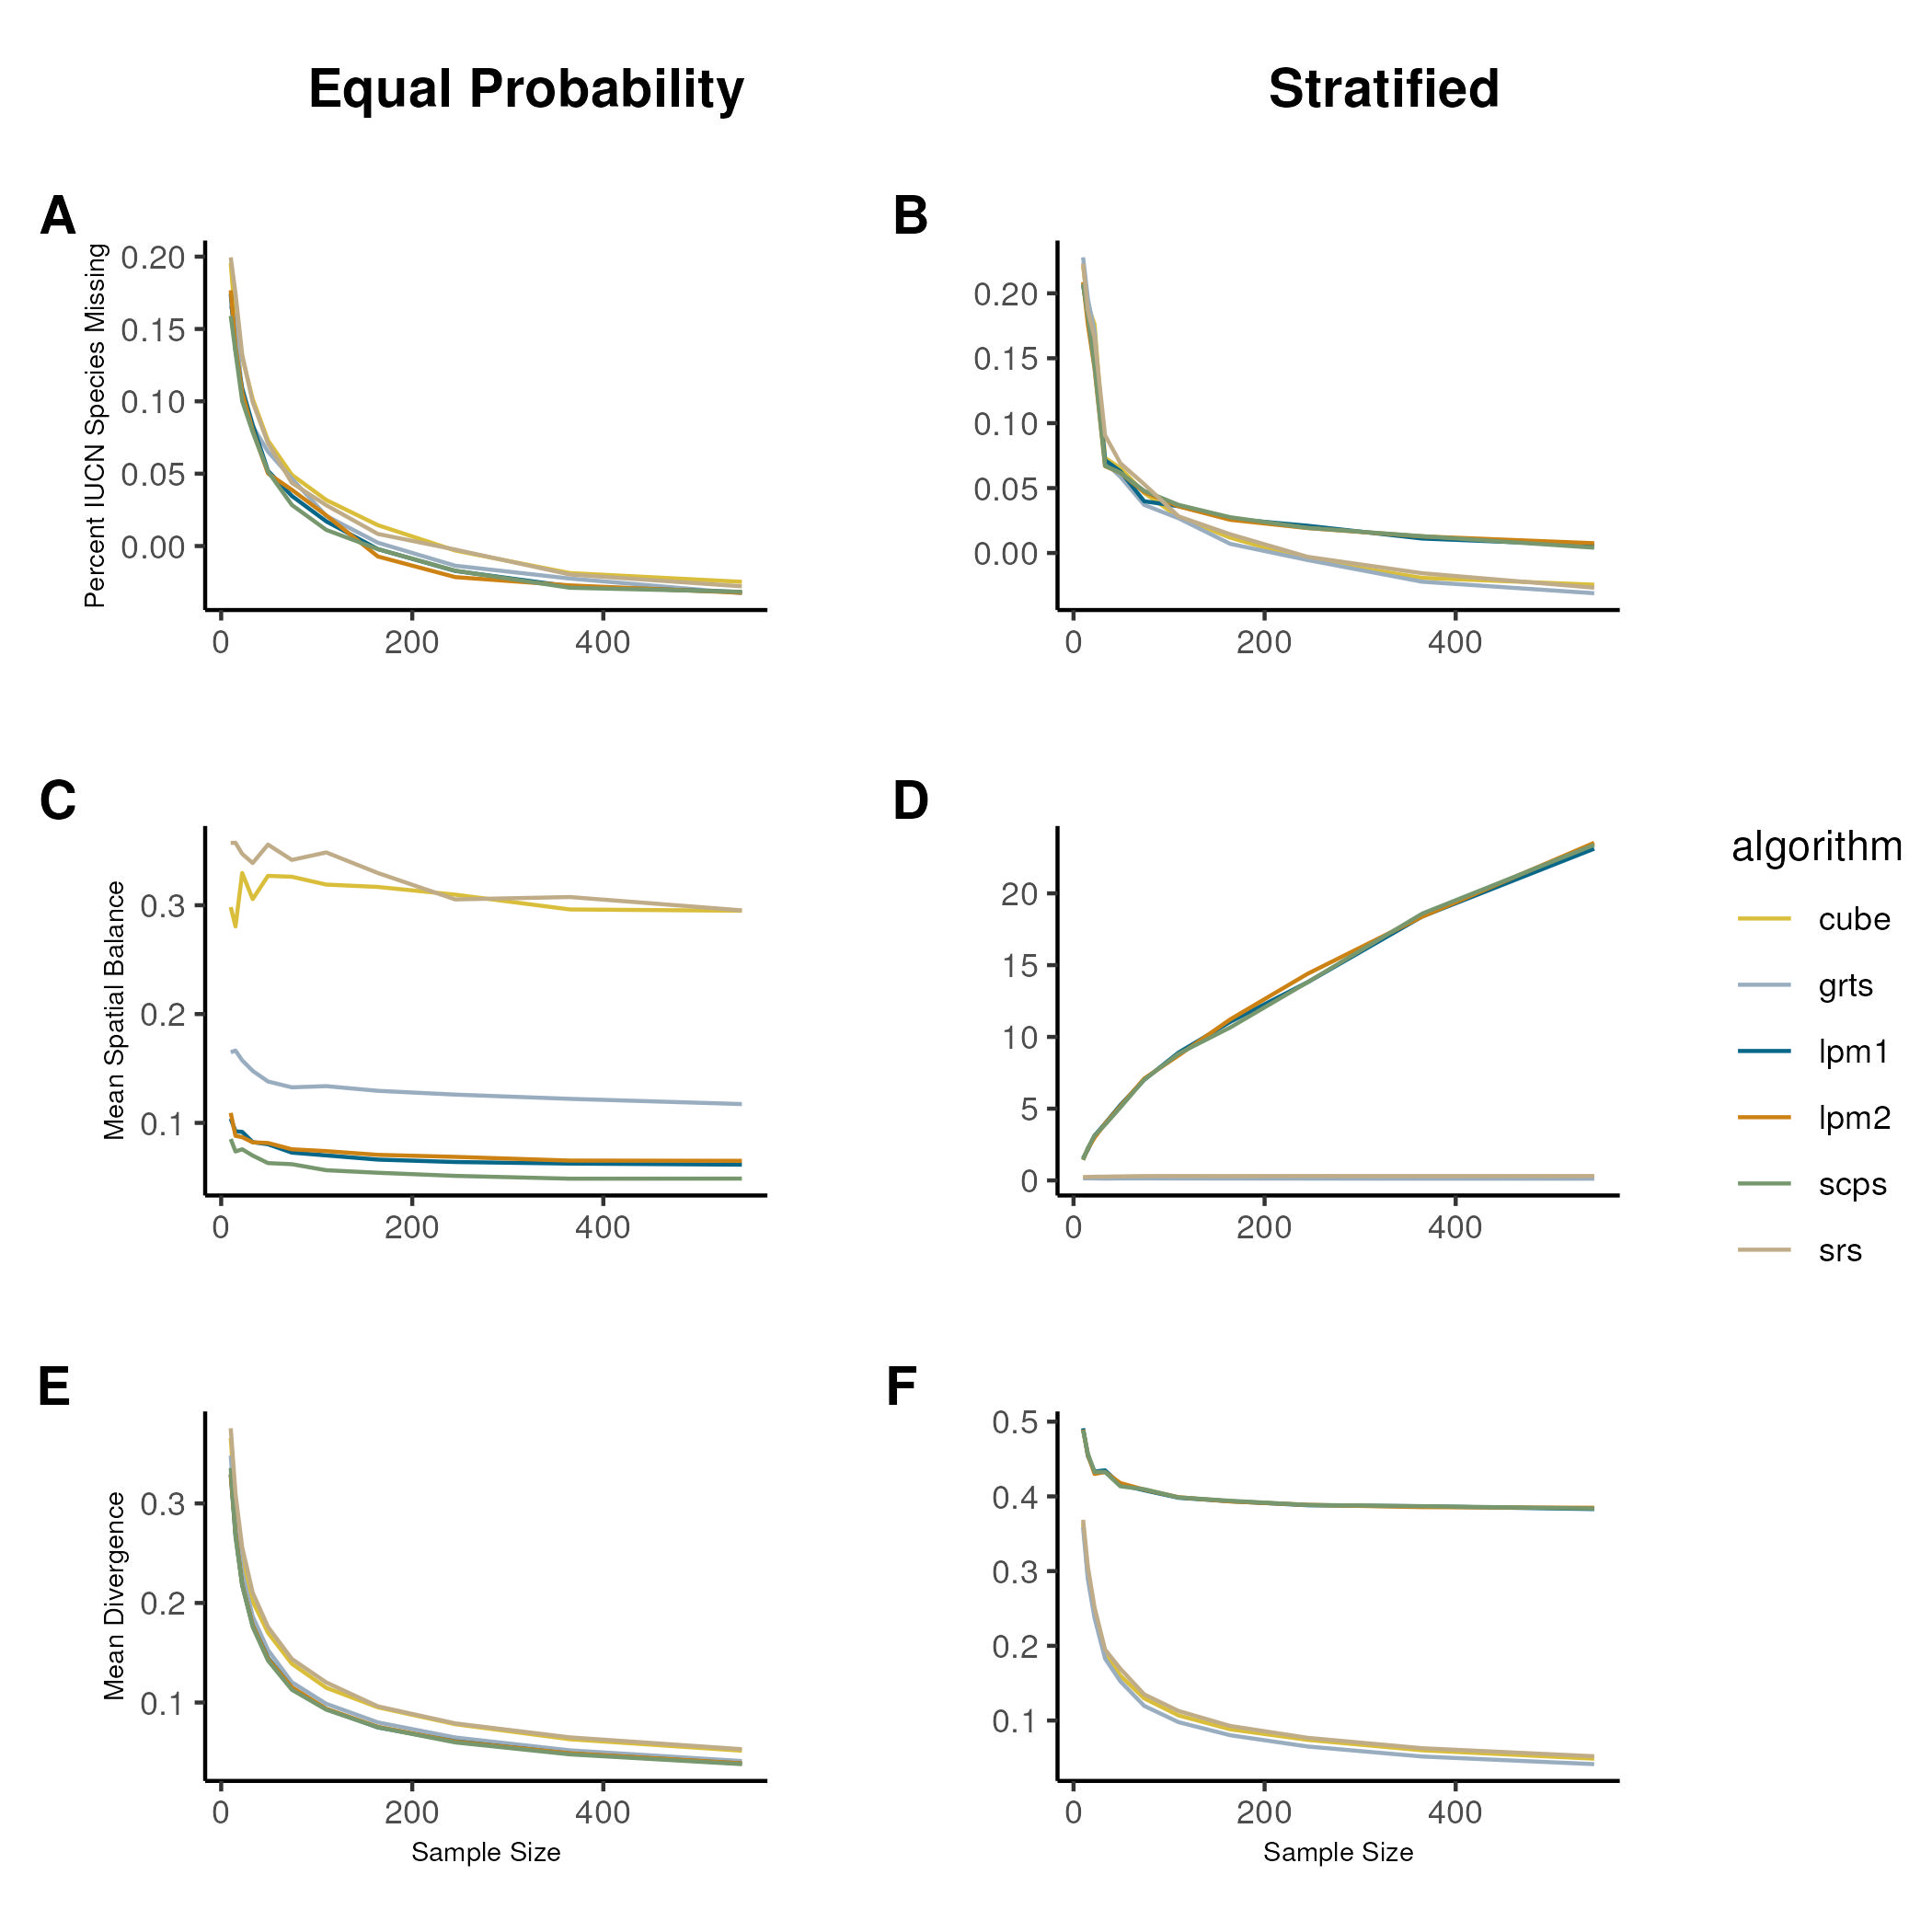 Equal Probability
Stratified
A
B
Percent IUCN Species Missing
0.20
0.15
0.10
0.05
0.00
0
200
400
0.20
0.15
0.10
0.05
0.00
0
200
400
C
D
Mean Spatial Balance
0.3
0.2
0.1
0
200
400
20
15
10
5
0
0
200
400
algorithm
cube
grts
lpm1
lpm2
scps
srs
E
F
Mean Divergence
0.3
0.2
0.1
0
200
400
Sample Size
0.5
0.4
0.3
0.2
0.1
0
200
400
Sample Size